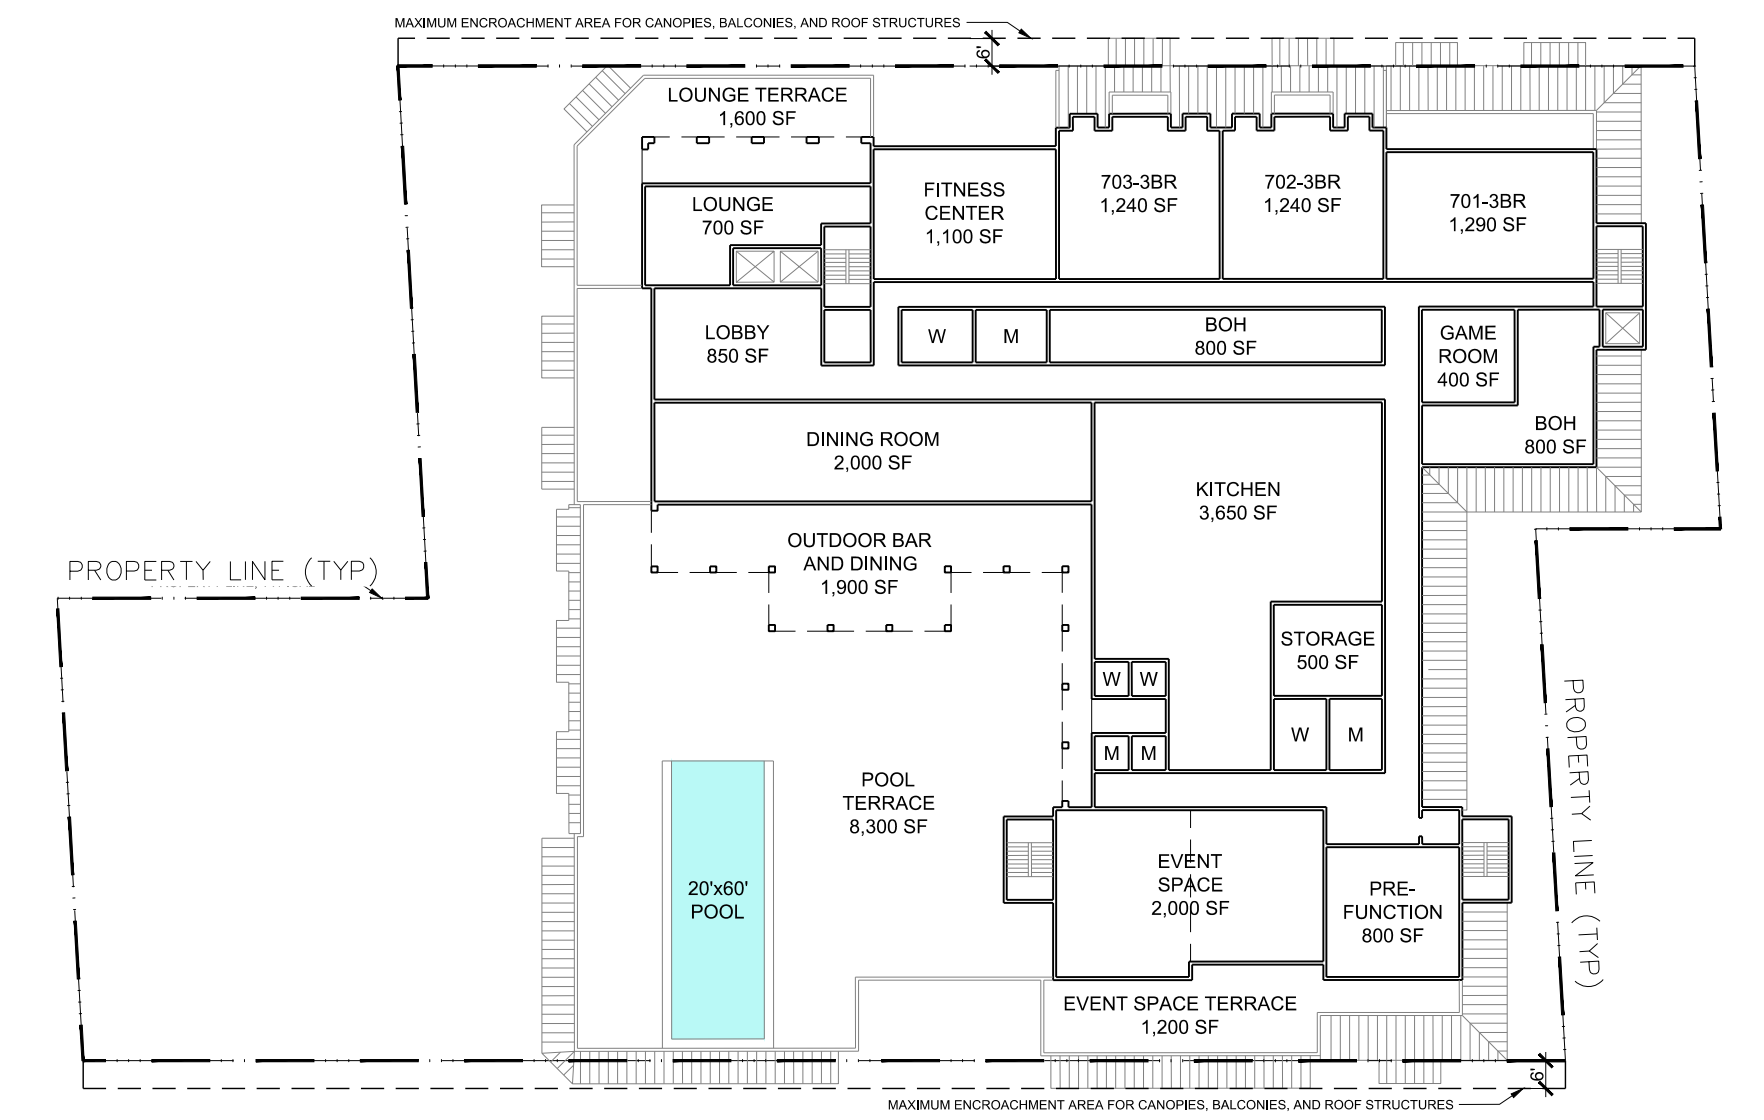 MAXIMUM ENCROACHMENT AREA FOR CANOPIES, BALCONIES, AND ROOF STRUCTURES
6'
LOUNGE TERRACE
1,600 SF
LOUNGE
700 SF
FITNESS
CENTER
1,100 SF
703-3BR
1,240 SF
702-3BR
1,240 SF
701-3BR
1,290 SF
LOBBY
850 SF
W
M
BOH
800 SF
GAME
ROOM
400 SF
BOH
800 SF
DINING ROOM
2,000 SF
KITCHEN
3,650 SF
OUTDOOR BAR
AND DINING
1,900 SF
PROPERTY LINE (TYP)
STORAGE
500 SF
W
W
M
M
W
M
POOL
TERRACE
8,300 SF
PROPERTY LINE (TYP)
20'x60'
POOL
EVENT
SPACE
2,000 SF
PRE-
FUNCTION
800 SF
EVENT SPACE TERRACE
1,200 SF
6'
MAXIMUM ENCROACHMENT AREA FOR CANOPIES, BALCONIES, AND ROOF STRUCTURES